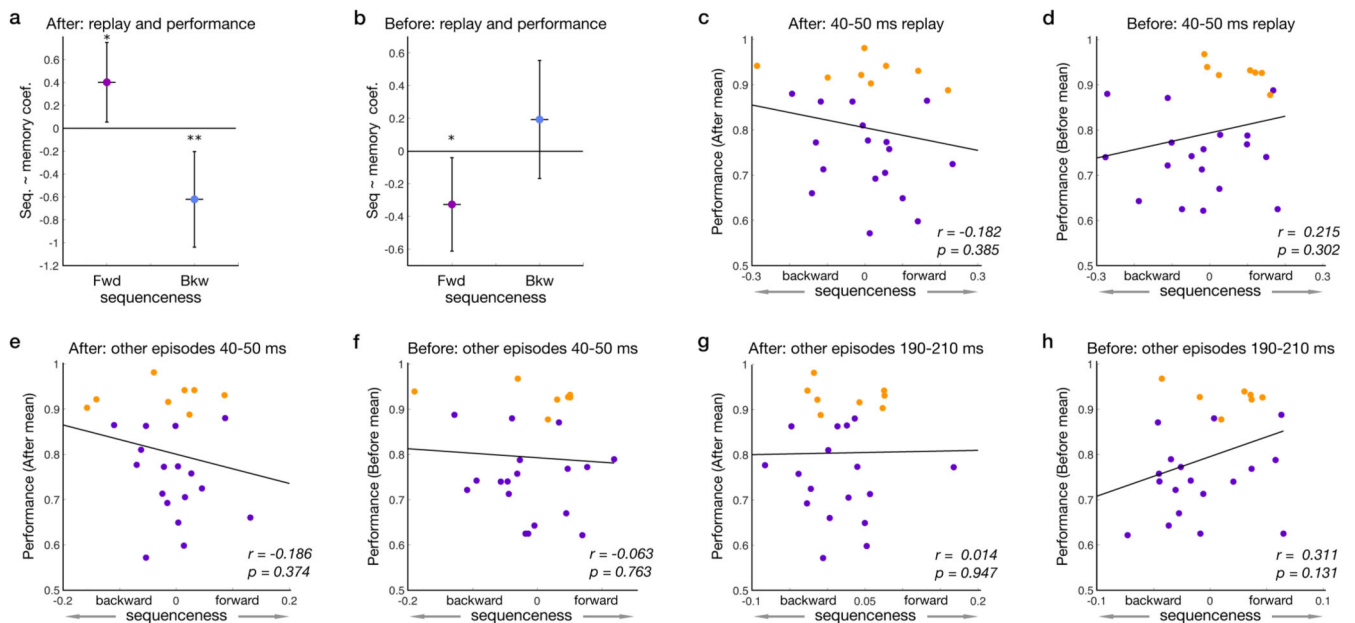 a
After: replay and performance
*
**
0.6
0.4
0.2
0
-0.2
-0.4
-0.6
-0.8
-1
-1.2
Seq. ~ memory coef.
Fwd
Bkw
sequenceness
b
Before: replay and performance
*
0.6
0.4
0.2
0
-0.2
-0.4
-0.6
Seq ~ memory coef.
Fwd
Bkw
sequenceness
c
After: 40-50 ms replay
Performance (After mean)
1
0.9
0.8
0.7
0.6
0.5
r = -0.182
p = 0.385
-0.3
backward
0
forward
0.3
sequenceness
d
Before: 40-50 ms replay
Performance (Before mean)
1
0.9
0.8
0.7
0.6
0.5
r = 0.215
p = 0.302
-0.3
backward
0
forward
0.3
sequenceness
e
After: other episodes 40-50 ms
Performance (After mean)
1
0.9
0.8
0.7
0.6
0.5
r = -0.186
p = 0.374
-0.2
backward
0
forward
0.2
sequenceness
f
Before: other episodes 40-50 ms
Performance (Before mean)
1
0.9
0.8
0.7
0.6
0.5
r = -0.063
p = 0.763
-0.2
backward
0
forward
sequenceness
g
After: other episodes 190-210 ms
Performance (After mean)
1
0.9
0.8
0.7
0.6
0.5
r = 0.014
p = 0.947
-0.1
backward
0.05
forward
0.2
sequenceness
h
Before: other episodes 190-210 ms
Performance (Before mean)
1
0.9
0.8
0.7
0.6
0.5
r = 0.311
p = 0.131
-0.1
backward
0
forward
0.1
sequenceness